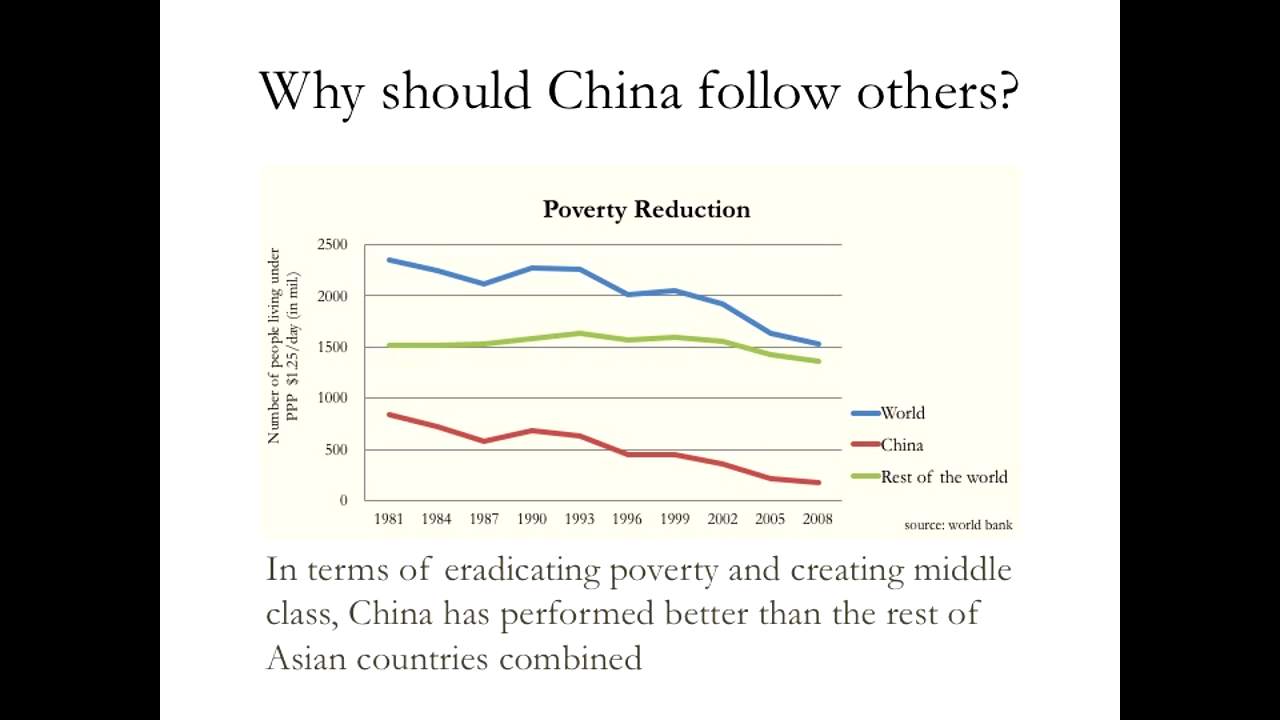 Why should China follow others?
Poverty Reduction
Number of people living under
PPP $1.25/day (in mil.)
2500
2000
1500
1000
500
0
1981 1984 1987 1990 1993 1996 1999 2002 2005 2008
World
China
Rest of the world
source: world bank
In terms of eradicating poverty and creating middle
class, China has performed better than the rest of
Asian countries combined